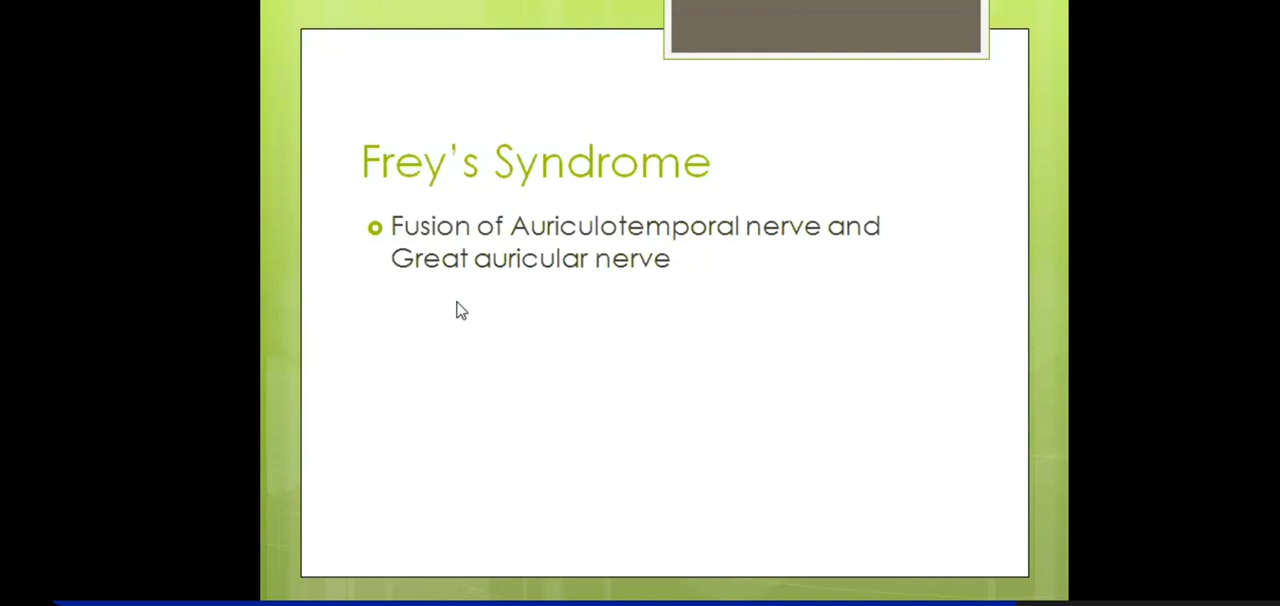 Frey's Syndrome
Fusion of Auriculotemporal nerve and
Great auricular nerve